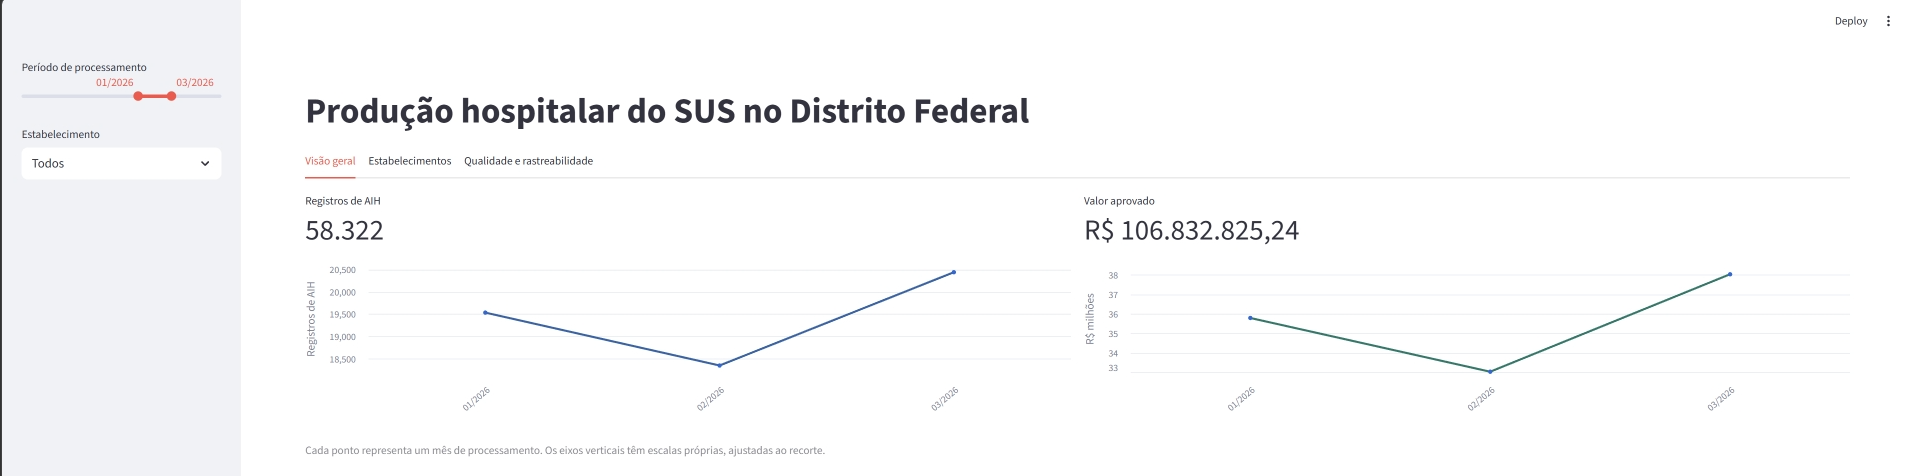 Deploy
Período de processamento
01/2026 03/2026
Estabelecimento
Todos
Produção hospitalar do SUS no Distrito Federal
Visão geral Estabelecimentos Qualidade e rastreabilidade
Registros de AIH
58.322
20,500
20,000
19,500
19,000
18,500
Registros de AIH
01/2026 02/2026 03/2026
Valor aprovado
R$ 106.832.825,24
38
37
36
35
34
33
R$ milhões
01/2026 02/2026 03/2026
Cada ponto representa um mês de processamento. Os eixos verticais têm escalas próprias, ajustadas ao recorte.